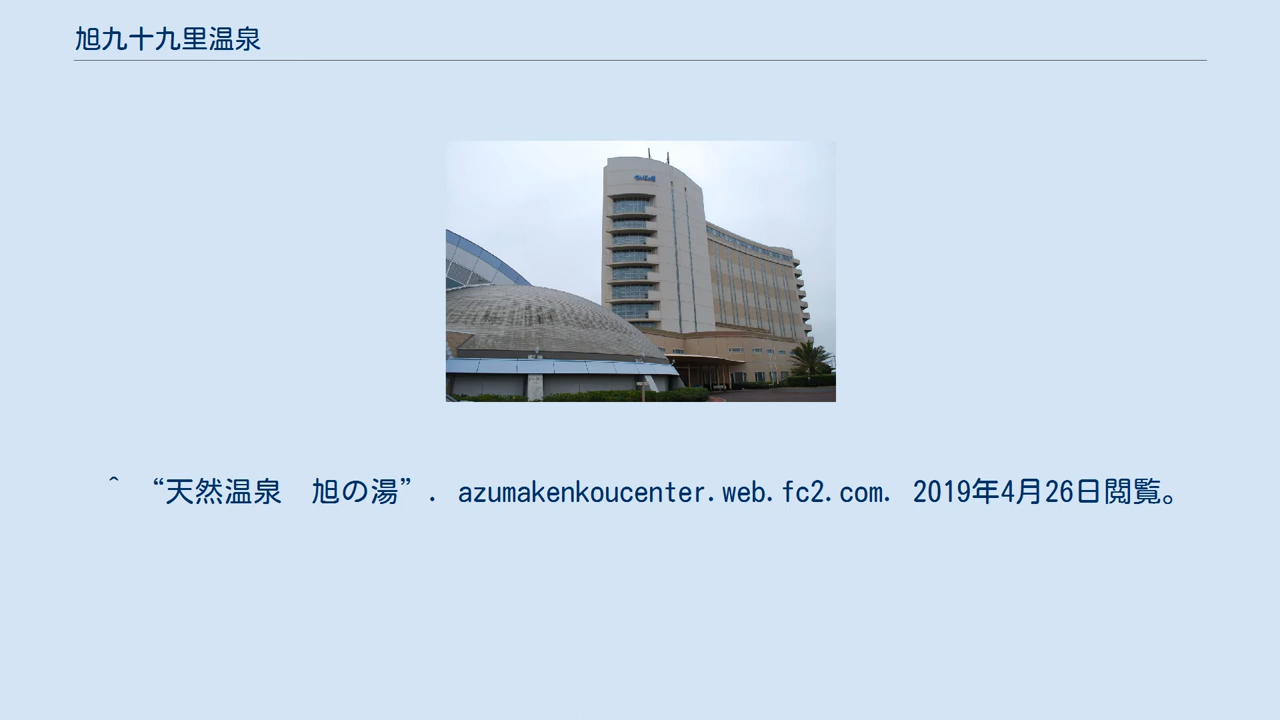 旭九十九里温泉
^ “天然温泉　旭の湯”. azumakenkoucenter.web.fc2.com. 2019年4月26日閲覧。